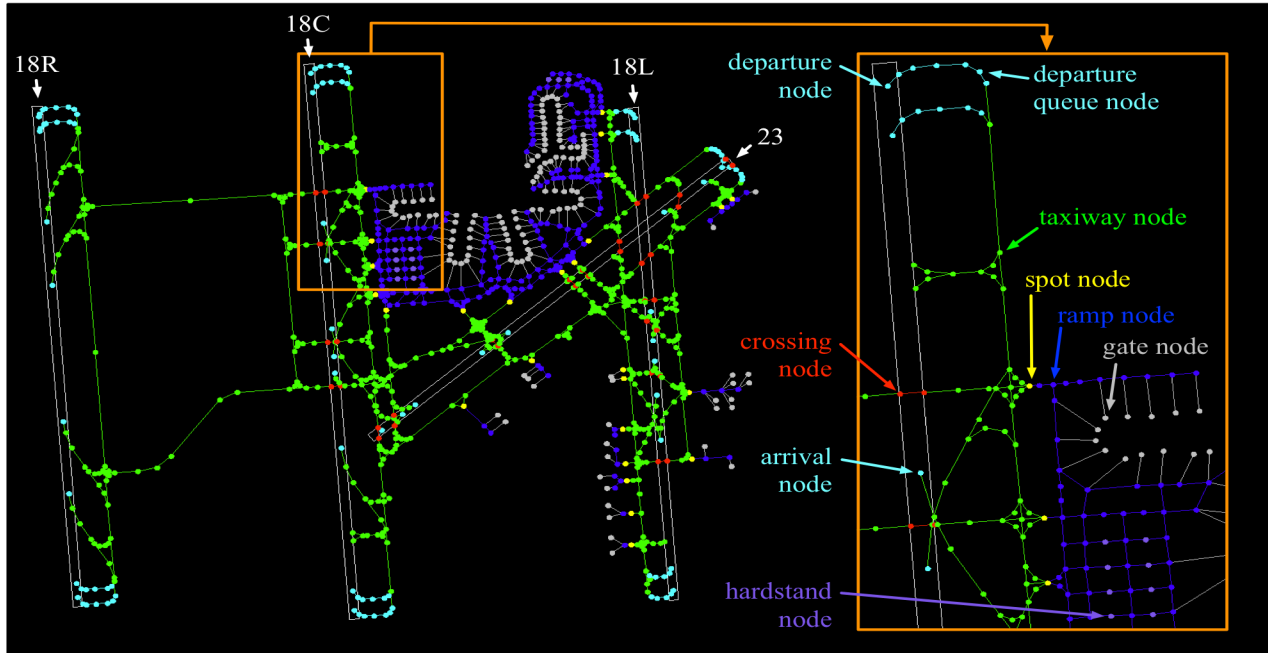 18C
18R
18L
23
departure
node
departure
queue node
taxiway node
spot node
ramp node
gate node
crossing
node
arrival
node
hardstand
node